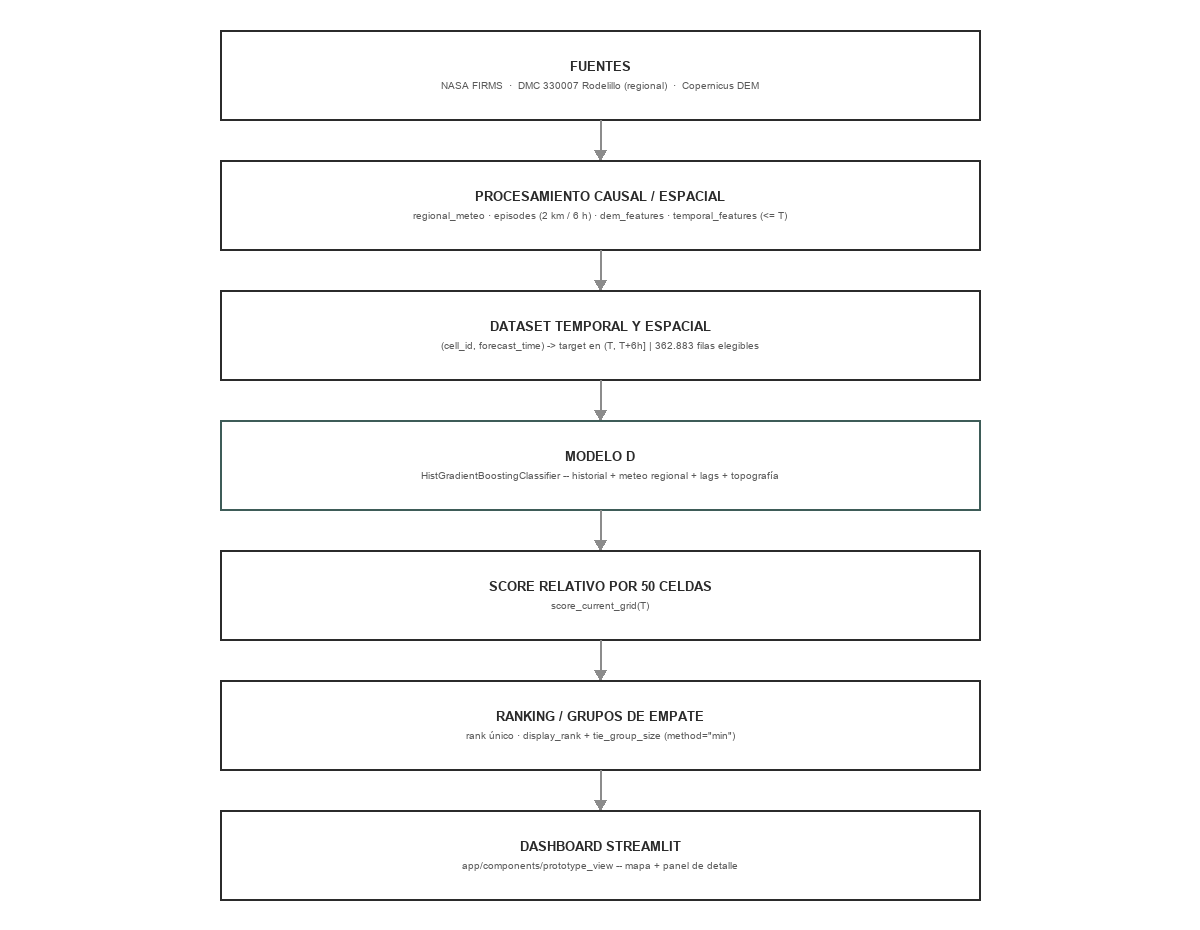 FUENTES
NASA FIRMS · DMC 330007 Rodelillo (regional) · Copernicus DEM
PROCESAMIENTO CAUSAL / ESPACIAL
regional_meteo · episodes (2 km / 6 h) · dem_features · temporal_features (<= T)
DATASET TEMPORAL Y ESPACIAL
(cell_id, forecast_time) -> target en (T, T+6h] | 362.883 filas elegibles
MODELO D
HistGradientBoostingClassifier -- historial + meteo regional + lags + topografía
SCORE RELATIVO POR 50 CELDAS
score_current_grid(T)
RANKING / GRUPOS DE EMPATE
rank único · display_rank + tie_group_size (method="min")
DASHBOARD STREAMLIT
app/components/prototype_view -- mapa + panel de detalle